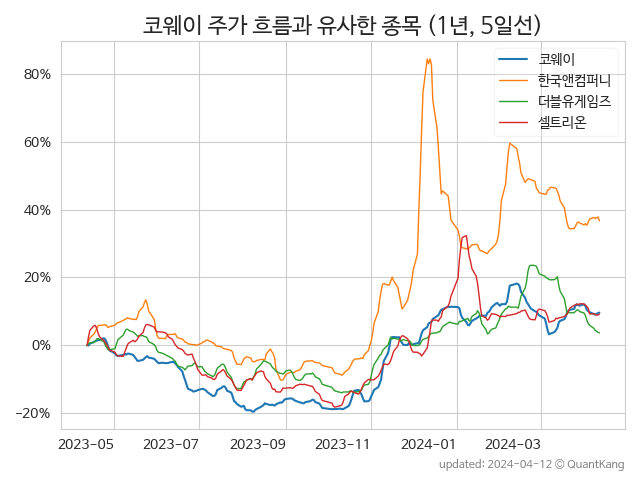 코웨이 주가 흐름과 유사한 종목 (1년, 5일선)
코웨이
한국앤컴퍼니
더블유게임즈
셀트리온
80%
60%
40%
20%
0%
−20%
2023-05 2023-07 2023-09 2023-11 2024-01 2024-03
updated: 2024-04-12 © QuantKang